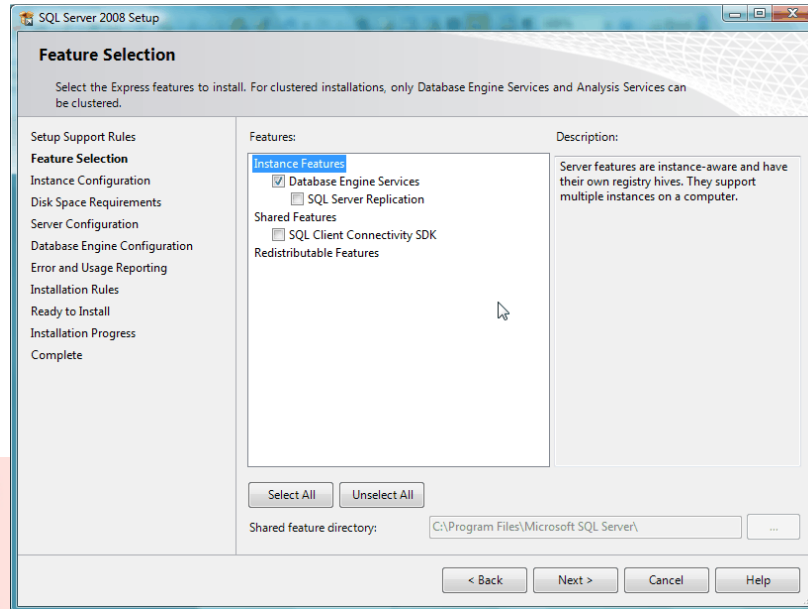 SQL Server 2008 Setup
Feature Selection
Select the Express features to install. For clustered installations, only Database Engine Services and Analysis Services can
be clustered.
Setup Support Rules
Feature Selection
Instance Configuration
Disk Space Requirements
Server Configuration
Database Engine Configuration
Error and Usage Reporting
Installation Rules
Ready to Install
Installation Progress
Complete
Features:
Instance Features
Database Engine Services
SQL Server Replication
Shared Features
SQL Client Connectivity SDK
Redistributable Features
Description:
Server features are instance-aware and have
their own registry hives. They support
multiple instances on a computer.
Select All
Unselect All
Shared feature directory:
C:\Program Files\Microsoft SQL Server\
...
< Back
Next >
Cancel
Help